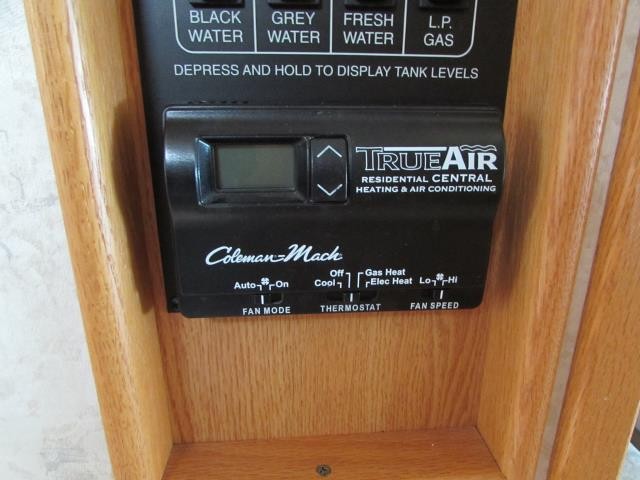 BLACK WATER
GREY WATER
FRESH WATER
L.P. GAS
DEPRESS AND HOLD TO DISPLAY TANK LEVELS
TRUEAIR
RESIDENTIAL CENTRAL
HEATING & AIR CONDITIONING
Coleman-Mach
Auto On
FAN MODE
Off Gas Heat
Cool Elec Heat
THERMOSTAT
Lo Hi
FAN SPEED